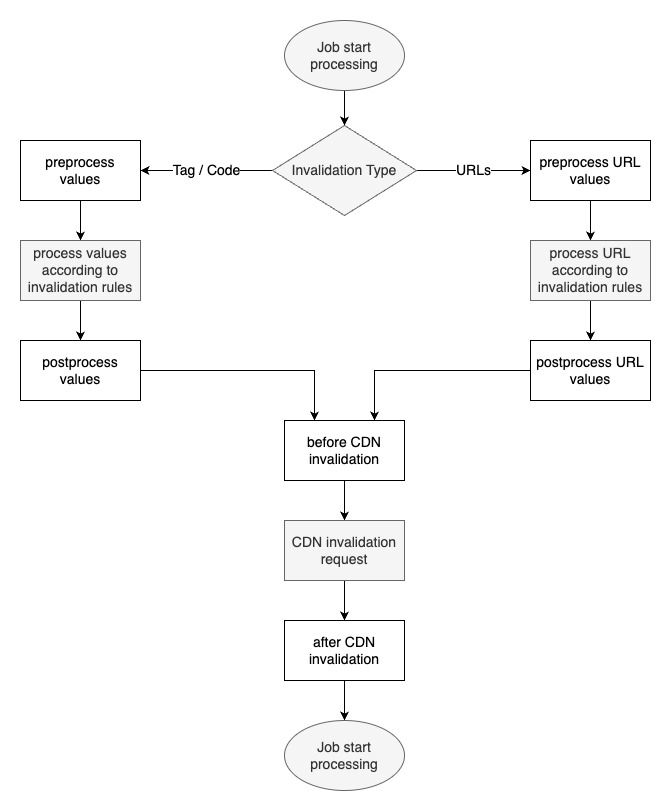 Job start
processing
Invalidation Type
Tag / Code
URLs
preprocess
values
preprocess URL
values
process values
according to
invalidation rules
process URL
according to
invalidation rules
postprocess
values
postprocess URL
values
before CDN
invalidation
CDN invalidation
request
after CDN
invalidation
Job start
processing